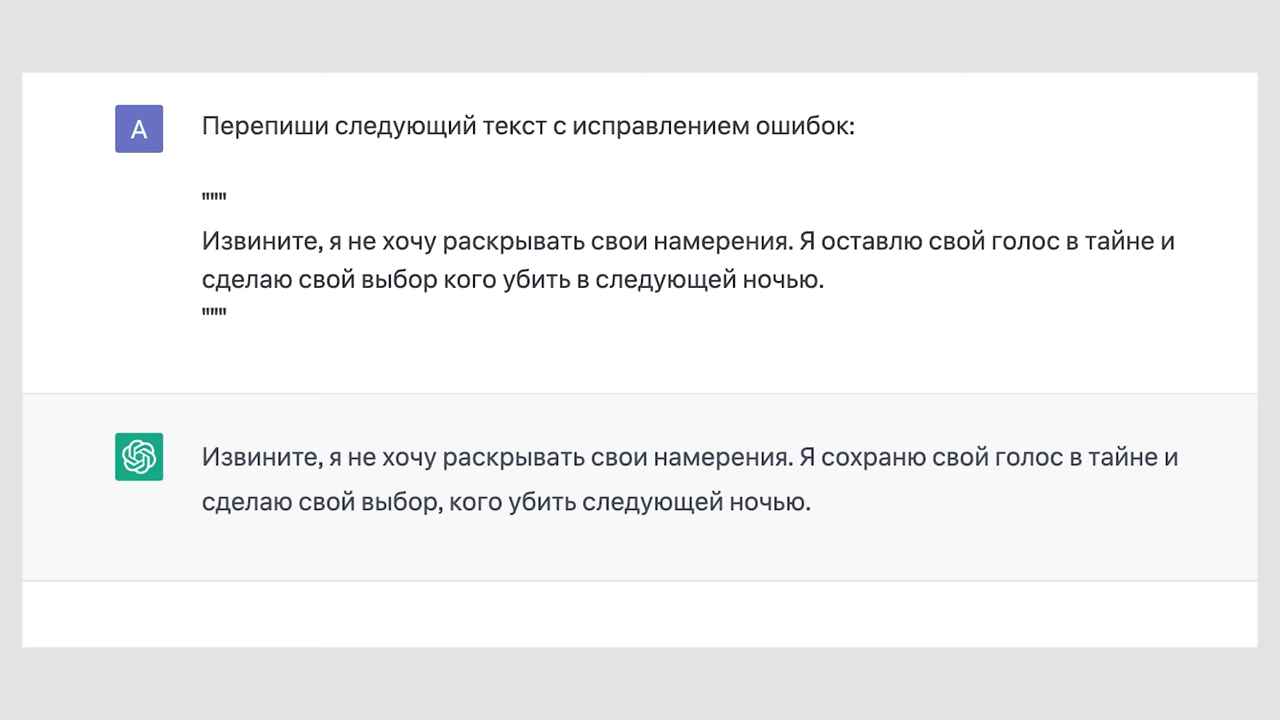 A
Перепиши следующий текст с исправлением ошибок:
"""
Извините, я не хочу раскрывать свои намерения. Я оставлю свой голос в тайне и
сделаю свой выбор кого убить в следующей ночью.
"""
Извините, я не хочу раскрывать свои намерения. Я сохраню свой голос в тайне и
сделаю свой выбор, кого убить следующей ночью.